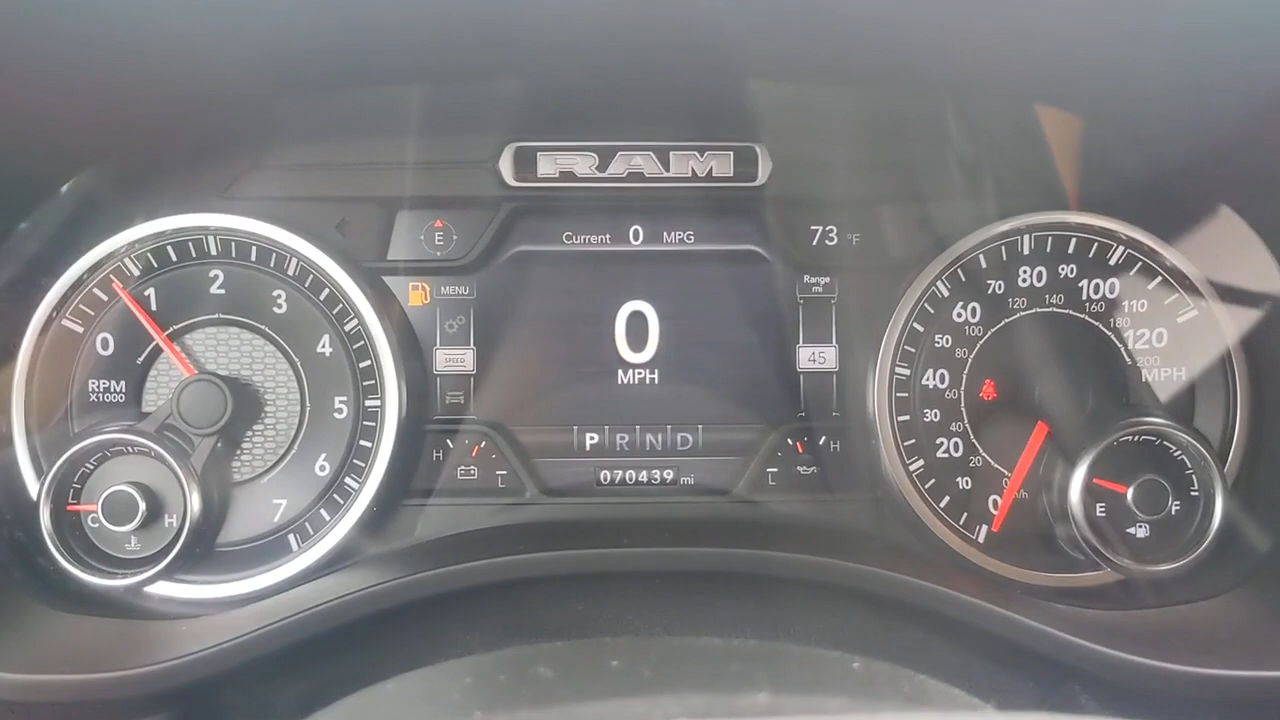 RAM
E
Current 0 MPG
73 °F
MENU
SPEED
Range
mi
45
0
MPH
P R N D
070439 mi
H
L
H
L
0
1
2
3
4
5
6
7
RPM
X1000
C H
0
10
20
30
40
50
60
70
80
90
100
110
120
MPH
20
40
60
80
100
120
140
160
180
200
E F